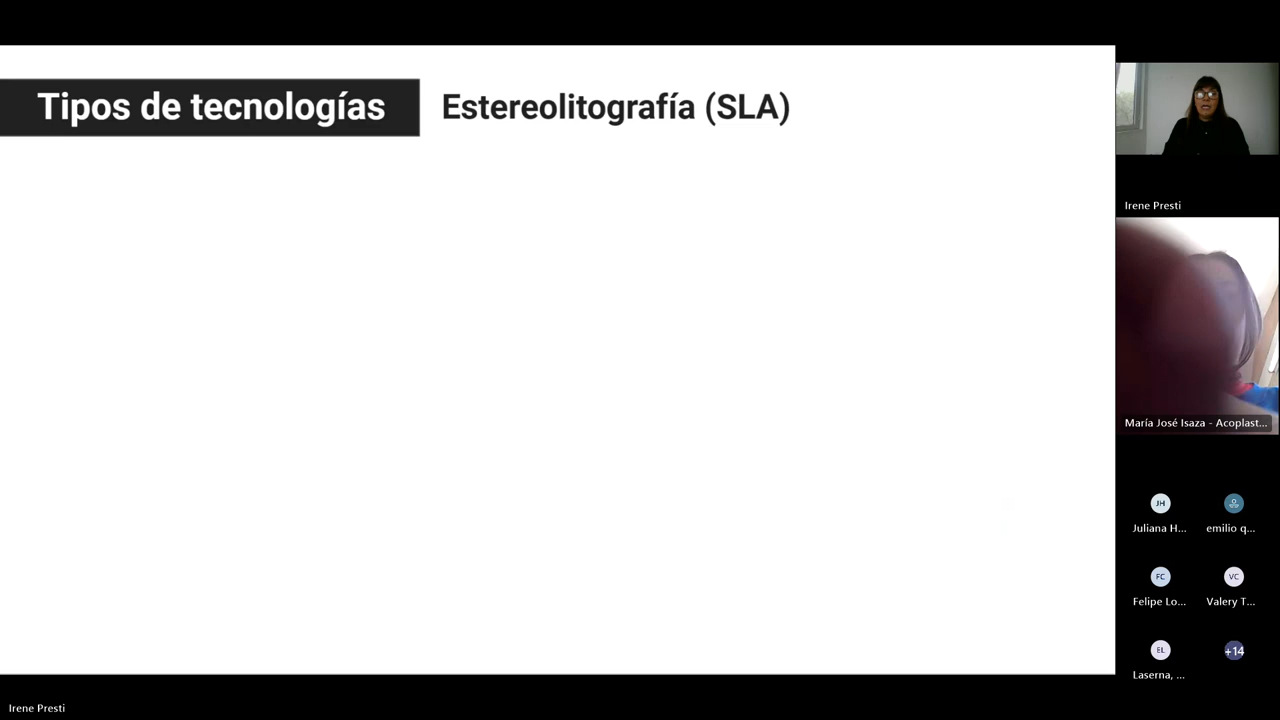 Tipos de tecnologías
Estereolitografía (SLA)
Irene Presti
María José Isaza - Acoplast...
JH
Juliana H...
emilio q...
FC
Felipe Lo...
VC
Valery T...
EL
Laserna, ...
+14
Irene Presti